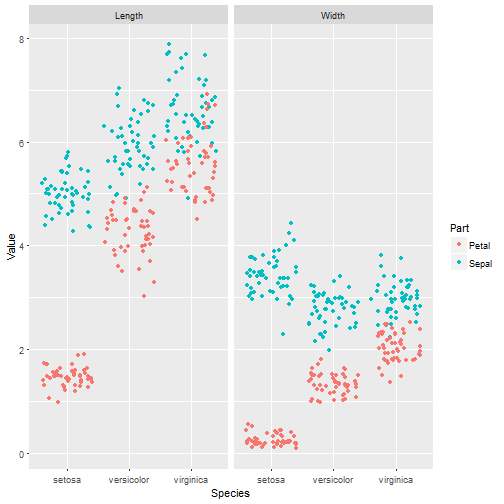 Length Width
8
6
4
2
0
Value
setosa versicolor virginica setosa versicolor virginica
Species
Part
Petal
Sepal